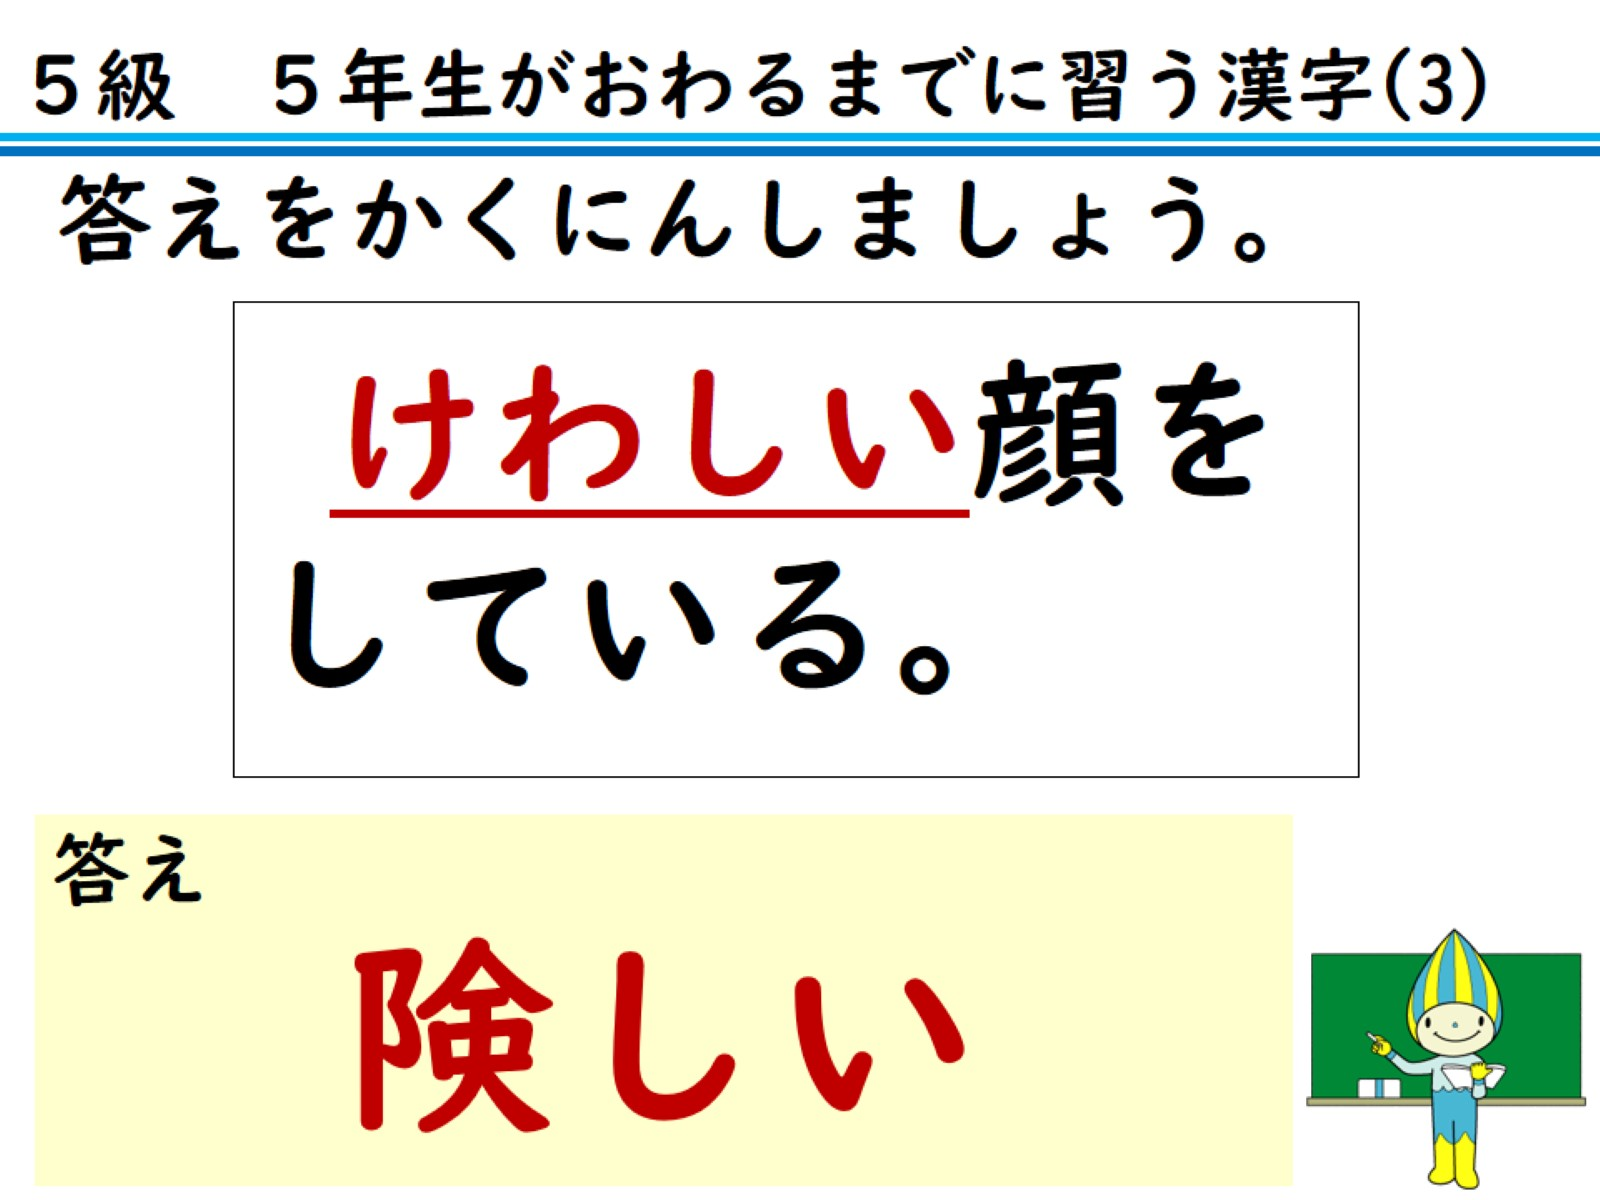 ５級　５年生がおわるまでに習う漢字(3)
答えをかくにんしましょう。
けわしい顔を
している。
答え
険しい